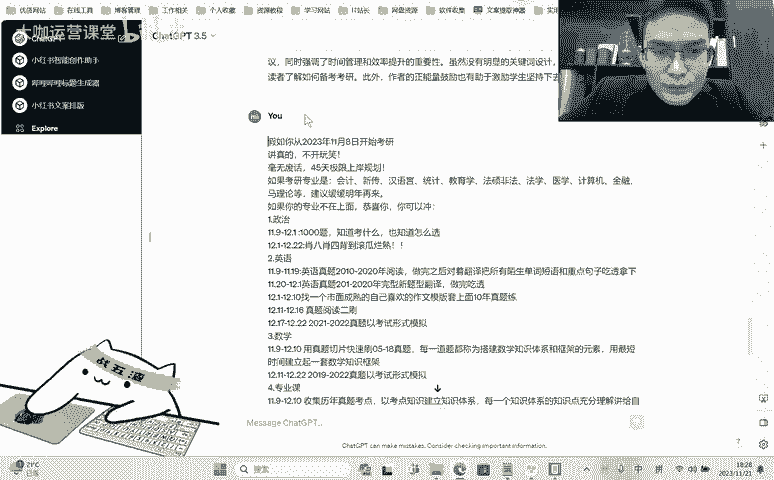 优质网站 在线工具 博客管理 工作相关 个人收藏 资源教程 学习网站 IT站长 网盘资源 软件收集 文案提取神器
大咖运营课堂
ChatGPT
小红书智能创作助手
哔哩哔哩标题生成器
小红书文案排版
Explore
ChatGPT 3.5
议，同时强调了时间管理和效率提升的重要性。虽然没有明显的关键词设计，
读者了解如何备考考研。此外，作者的正能量鼓励也有助于激励学生坚持下去
You
假如你从2023年11月8日开始考研
讲真的，不开玩笑！
毫无废话，45天极限上岸规划！
如果考研专业是：会计、新传、汉语言、统计、教育学、法硕非法、法学、医学、计算机、金融、
马理论等，建议缓缓明年再来。
如果你的专业不在上面，恭喜你，你可以冲：
1.政治
11.9-12.1 :1000题，知道考什么，也知道怎么选
12.1-12.22:肖八肖四背到滚瓜烂熟！！
2.英语
11.9-11.19:英语真题2010-2020年阅读，做完之后对着翻译把所有陌生单词短语和重点句子吃透拿下
11.20-12.1英语真题201-2020年完型新题型翻译，做完吃透
12.1-12.10找一个市面成熟的自己喜欢的作文模版套上面10年真题练
12.11-12.16 真题阅读二刷
12.17-12.22 2021-2022真题以考试形式模拟
3.数学
11.9-12.10 用真题切片快速刷05-18真题，每一道题都称为搭建数学知识体系和框架的元素，用最短
时间建立起一套数学知识框架
12.11-12.22 2019-2022真题以考试形式模拟
4.专业课
11.9-12.10 收集历年真题考点，以考点知识建立知识体系，每一个知识体系的知识点充分理解讲给自
Message ChatGPT...
ChatGPT can make mistakes. Consider checking important information.
21°C
搜索
中
拼
18:28
2023/11/21